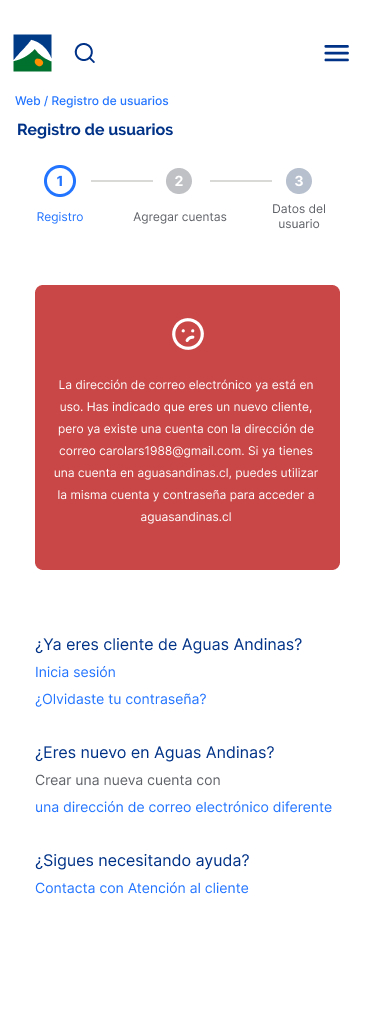 Web / Registro de usuarios
Registro de usuarios
1
2
3
Registro
Agregar cuentas
Datos del
usuario
La dirección de correo electrónico ya está en
uso. Has indicado que eres un nuevo cliente,
pero ya existe una cuenta con la dirección de
correo carolars1988@gmail.com. Si ya tienes
una cuenta en aguasandinas.cl, puedes utilizar
la misma cuenta y contraseña para acceder a
aguasandinas.cl
¿Ya eres cliente de Aguas Andinas?
Inicia sesión
¿Olvidaste tu contraseña?
¿Eres nuevo en Aguas Andinas?
Crear una nueva cuenta con
una dirección de correo electrónico diferente
¿Sigues necesitando ayuda?
Contacta con Atención al cliente